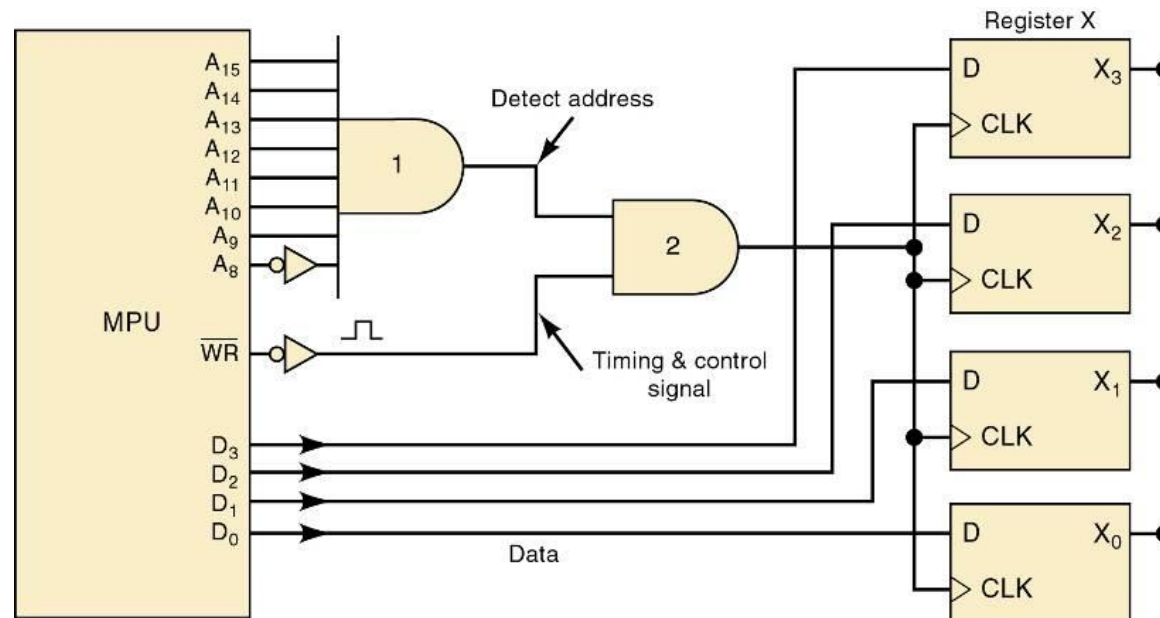 Register X
A₁₅
A₁₄
A₁₃
A₁₂
A₁₁
A₁₀
A₉
A₈
1
Detect address
2
MPU
W̅R̅
Timing & control
signal
D₃
D₂
D₁
D₀
Data
D X₃
CLK
D X₂
CLK
D X₁
CLK
D X₀
CLK